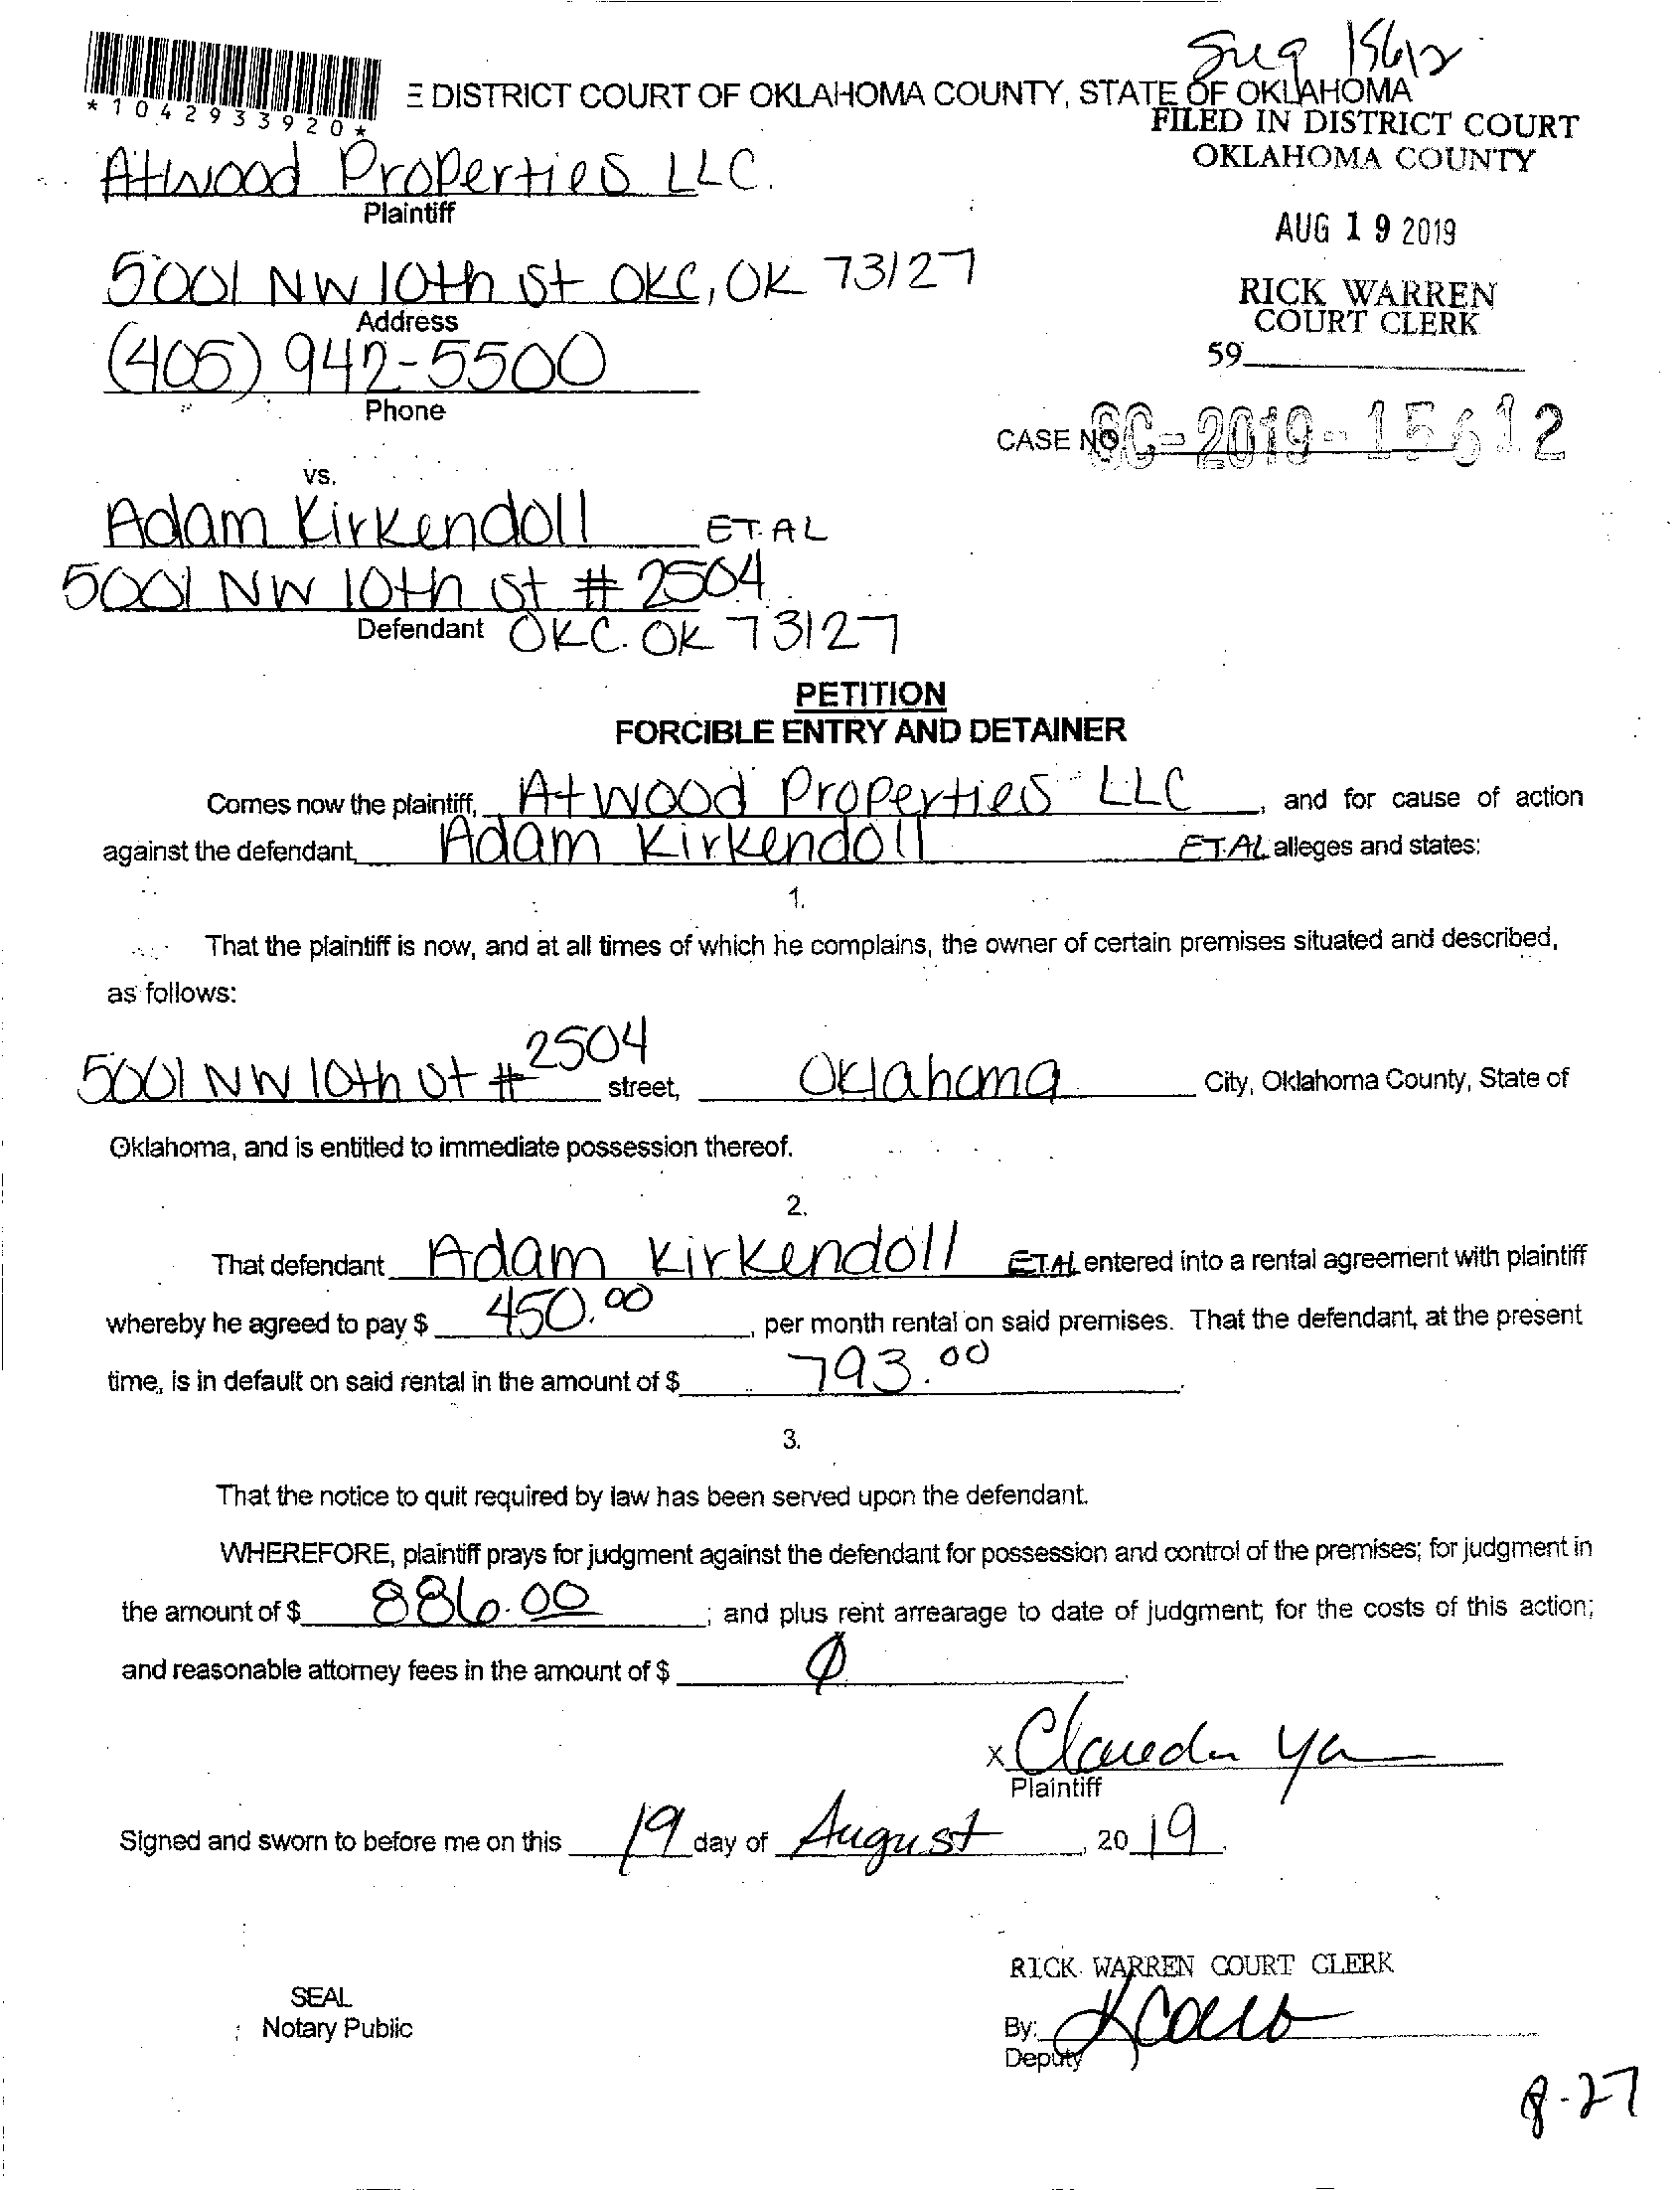 Sug 15612
*1042933920*
E DISTRICT COURT OF OKLAHOMA COUNTY, STATE OF OKLAHOMA
FILED IN DISTRICT COURT
OKLAHOMA COUNTY
Atwood Properties LLC.
Plaintiff
AUG 19 2019
5001 NW 10th St OKC, OK 73127
Address
RICK WARREN
COURT CLERK
(405) 942-5500
Phone
59
CASE NO. SC-2019-15612
vs.
Adam Kirkendoll ET.AL
5001 NW 10th St # 2504
Defendant OKC. OK 73127
PETITION
FORCIBLE ENTRY AND DETAINER
Comes now the plaintiff, Atwood Properties LLC, and for cause of action
against the defendant, Adam Kirkendoll ET.AL alleges and states:
1.
That the plaintiff is now, and at all times of which he complains, the owner of certain premises situated and described,
as follows:
5001 NW 10th St # 2504 street, Oklahoma City, Oklahoma County, State of
Oklahoma, and is entitled to immediate possession thereof.
2.
That defendant Adam Kirkendoll ET.AL entered into a rental agreement with plaintiff
whereby he agreed to pay $ 450.00, per month rental on said premises. That the defendant, at the present
time, is in default on said rental in the amount of $ 793.00.
3.
That the notice to quit required by law has been served upon the defendant.
WHEREFORE, plaintiff prays for judgment against the defendant for possession and control of the premises; for judgment in
the amount of $ 886.00; and plus rent arrearage to date of judgment; for the costs of this action;
and reasonable attorney fees in the amount of $ 0.
x Claudia Ya
Plaintiff
Signed and sworn to before me on this 19 day of August, 2019.
RICK WARREN COURT CLERK
SEAL
Notary Public
By:
Deputy
8-27